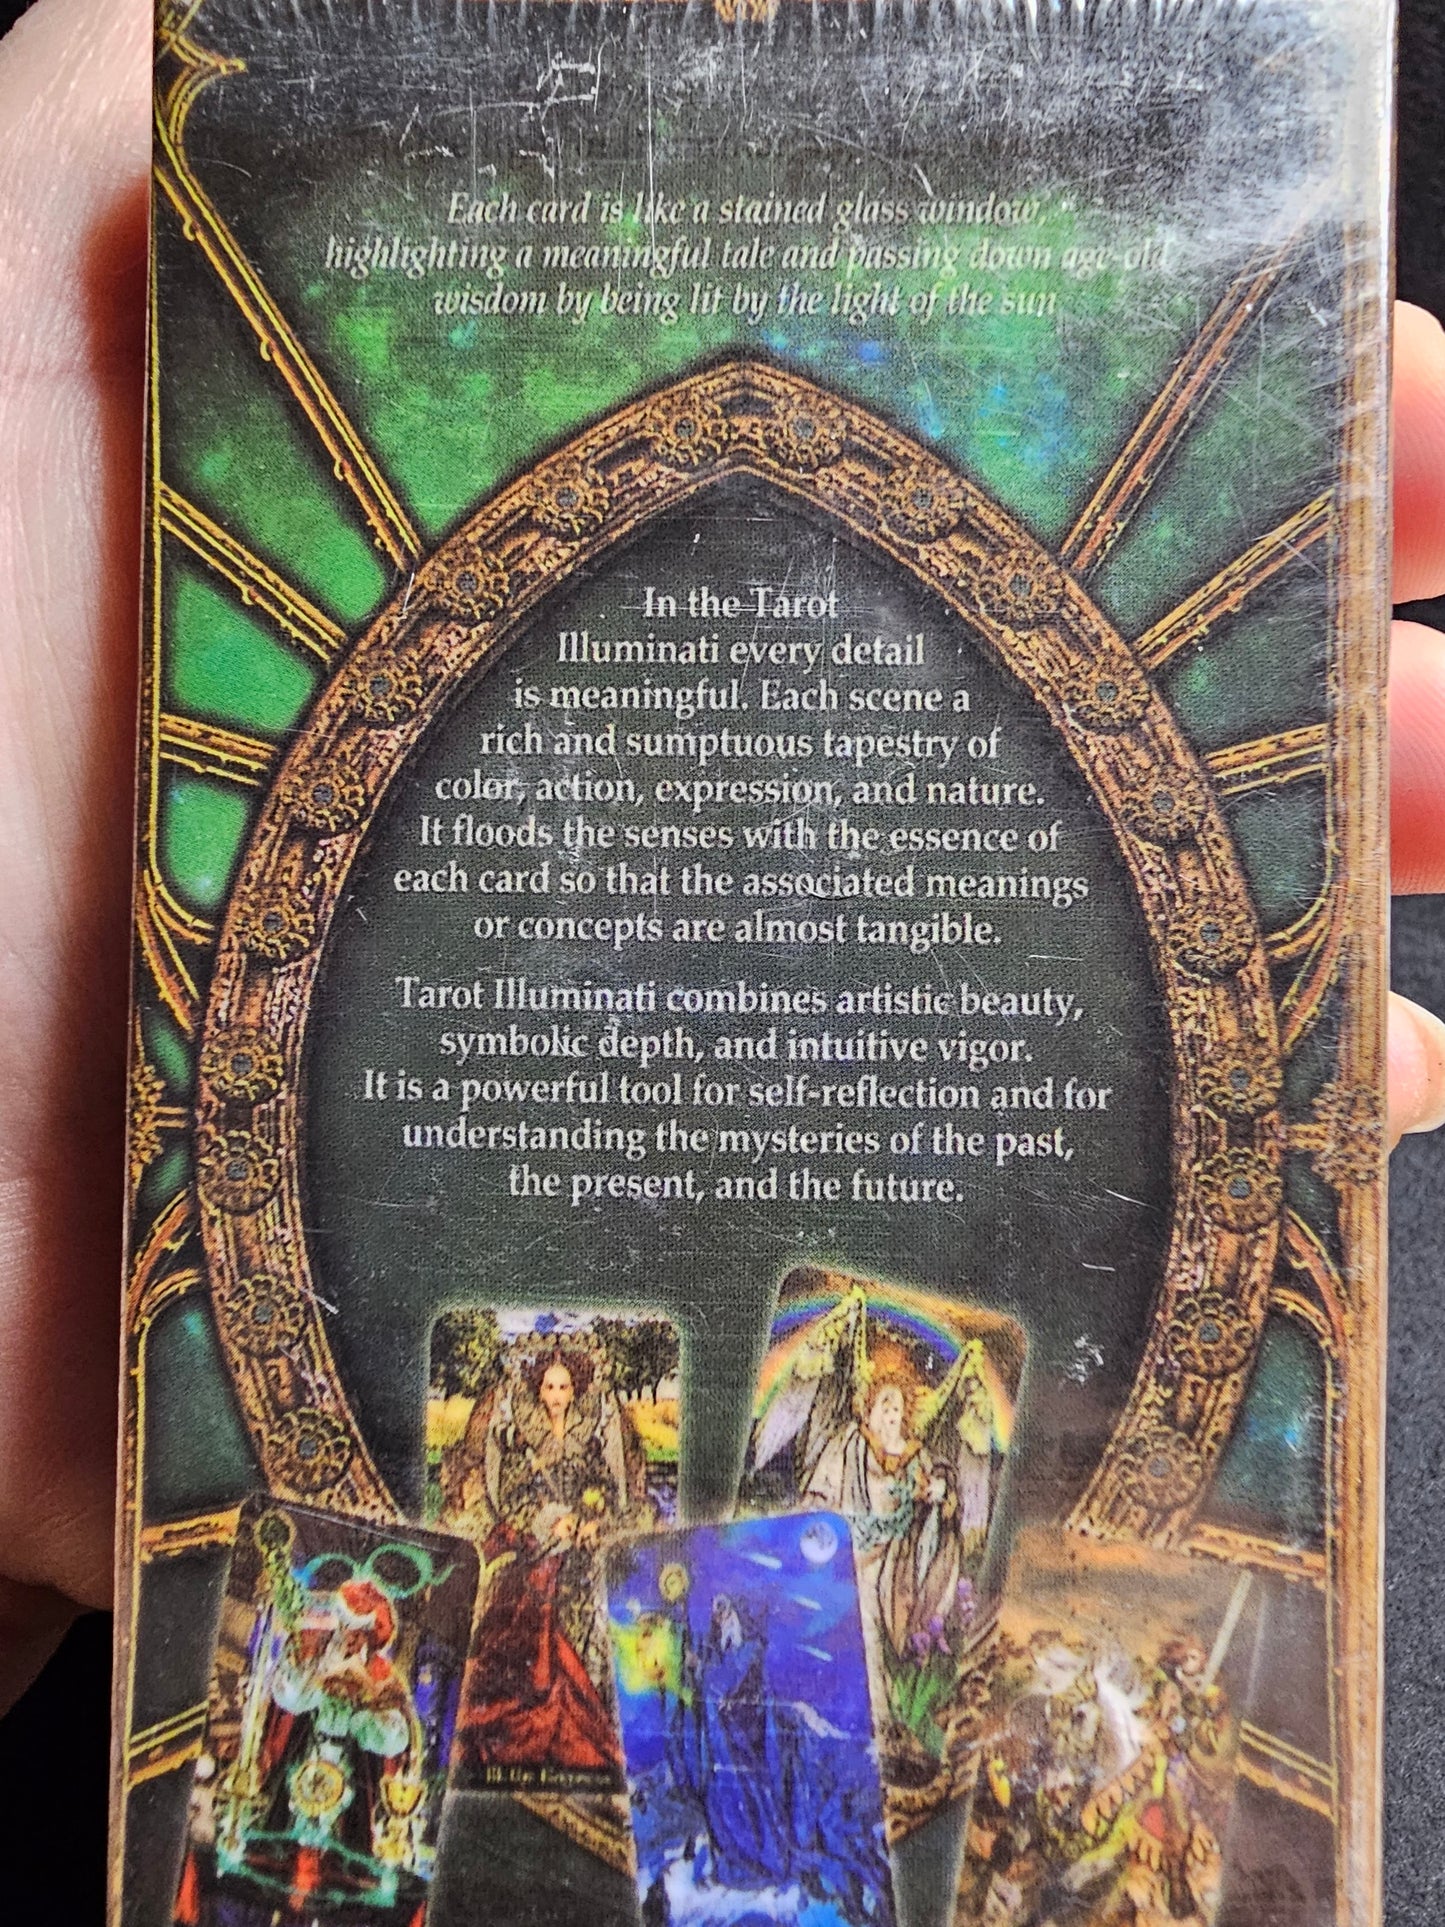 Each card is like a stained glass window,
highlighting a meaningful tale and passing down age-old
wisdom by being lit by the light of the sun
In the Tarot
Illuminati every detail
is meaningful. Each scene a
rich and sumptuous tapestry of
color, action, expression, and nature.
It floods the senses with the essence of
each card so that the associated meanings
or concepts are almost tangible.
Tarot Illuminati combines artistic beauty,
symbolic depth, and intuitive vigor.
It is a powerful tool for self-reflection and for
understanding the mysteries of the past,
the present, and the future.
III. The Empress